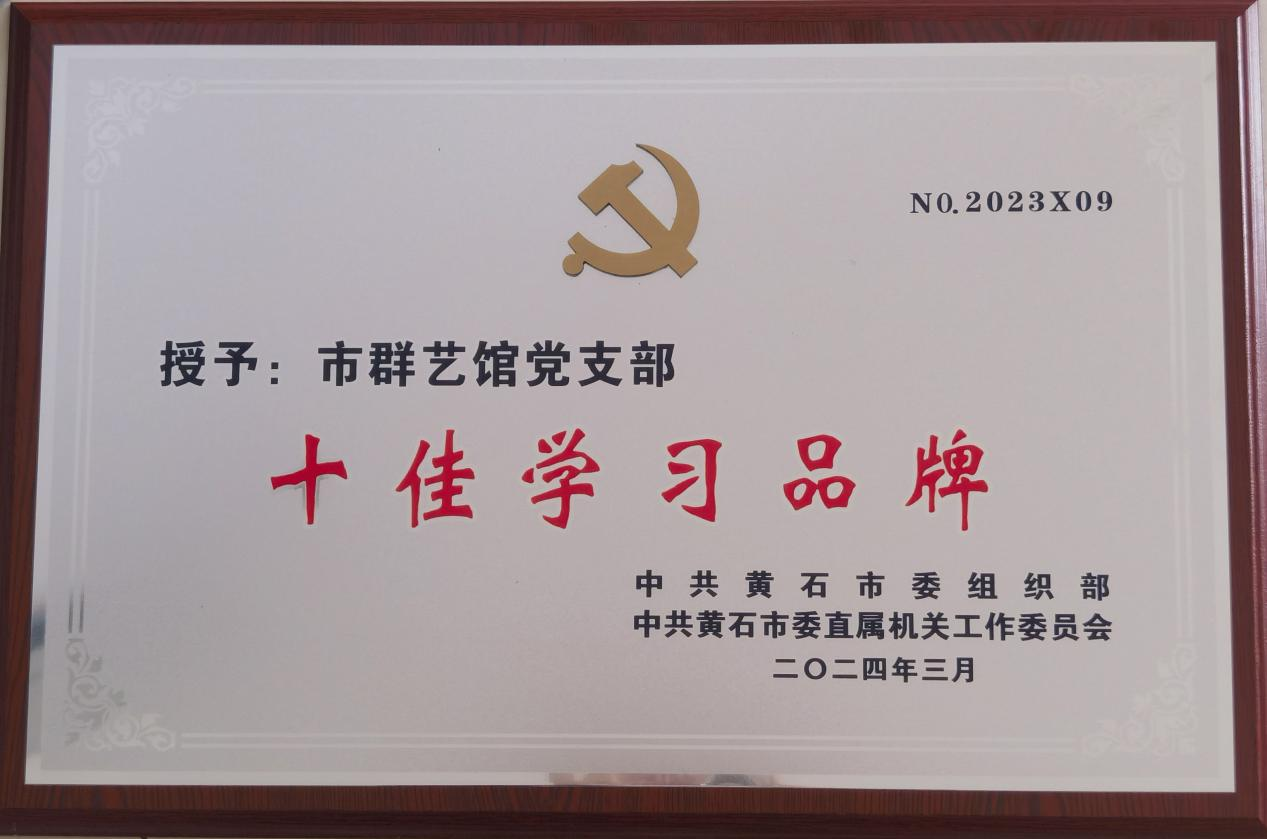 NO.2023X09
授予：市群艺馆党支部
十佳学习品牌
中共黄石市委组织部
中共黄石市委直属机关工作委员会
二〇二四年三月